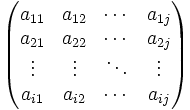 a₁₁ a₁₂ ⋯ a₁ⱼ
a₂₁ a₂₂ ⋯ a₂ⱼ
⋮ ⋮ ⋱ ⋮
aᵢ₁ aᵢ₂ ⋯ aᵢⱼ